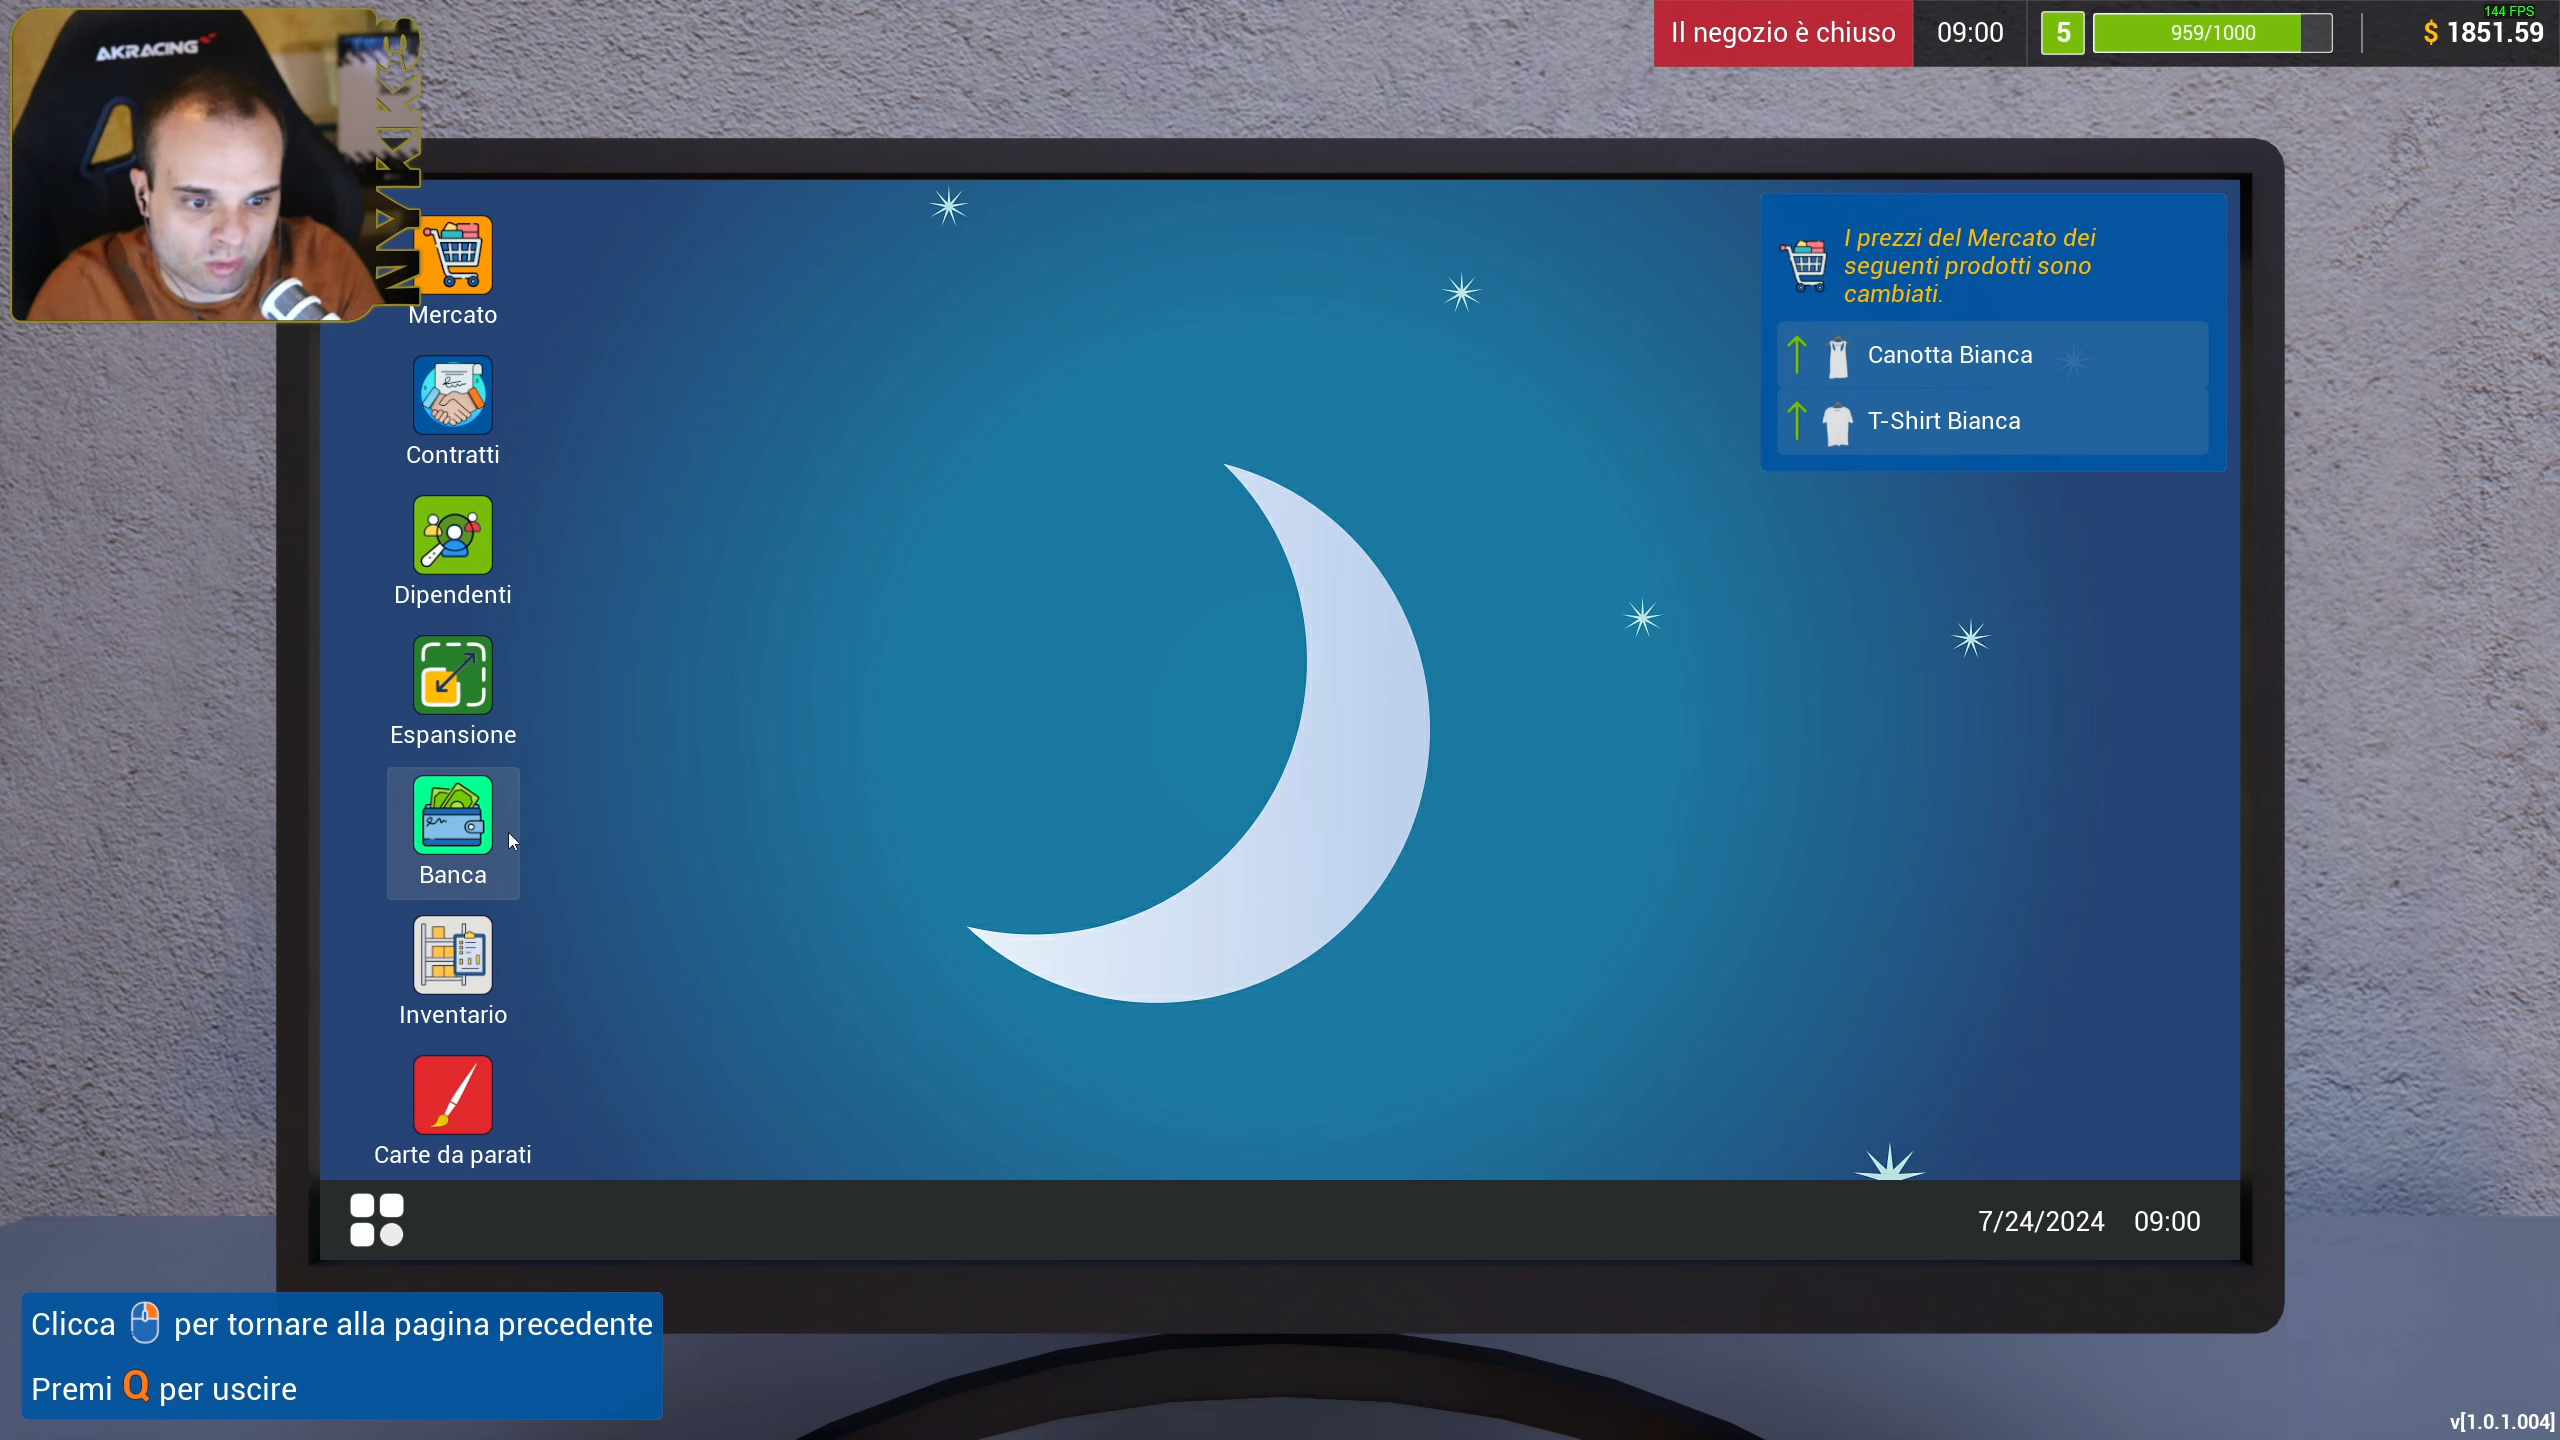 AKRACING
NYKK3
Il negozio è chiuso
09:00
5
959/1000
144 FPS
$ 1851.59
Mercato
Contratti
Dipendenti
Espansione
Banca
Inventario
Carte da parati
I prezzi del Mercato dei
seguenti prodotti sono
cambiati.
Canotta Bianca
T-Shirt Bianca
7/24/2024 09:00
Clicca per tornare alla pagina precedente
Premi Q per uscire
v[1.0.1.004]